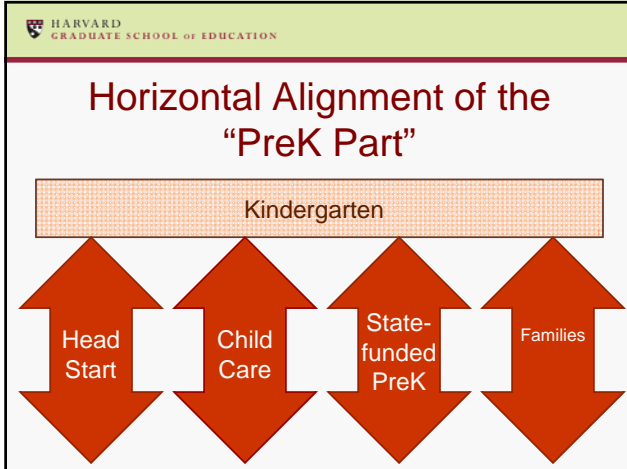 HARVARD
GRADUATE SCHOOL OF EDUCATION
Horizontal Alignment of the
“PreK Part”
Kindergarten
Head
Start
Child
Care
State-
funded
PreK
Families